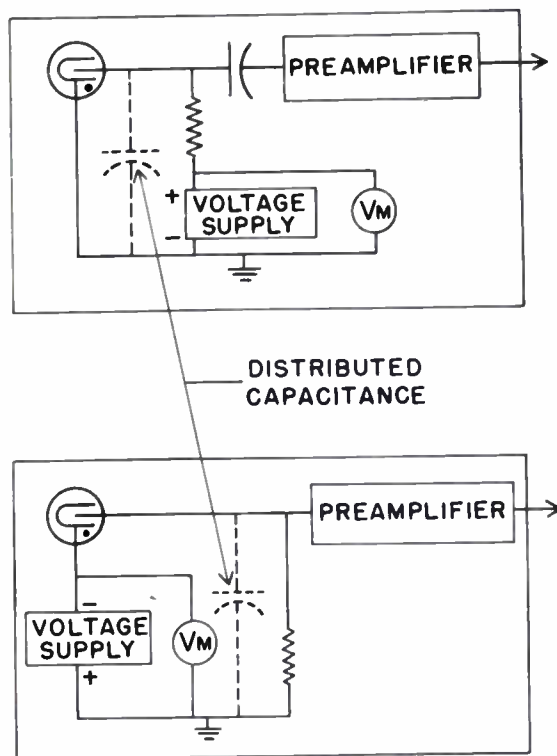 PREAMPLIFIER
+
VOLTAGE
SUPPLY
−
VM
DISTRIBUTED
CAPACITANCE
PREAMPLIFIER
−
VOLTAGE
SUPPLY
+
VM